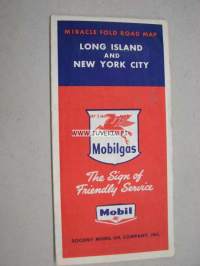 MIRACLE FOLD ROAD MAP
LONG ISLAND
AND
NEW YORK CITY
Mobilgas
The Sign of
Friendly Service
Mobil
SOCONY MOBIL OIL COMPANY, INC.